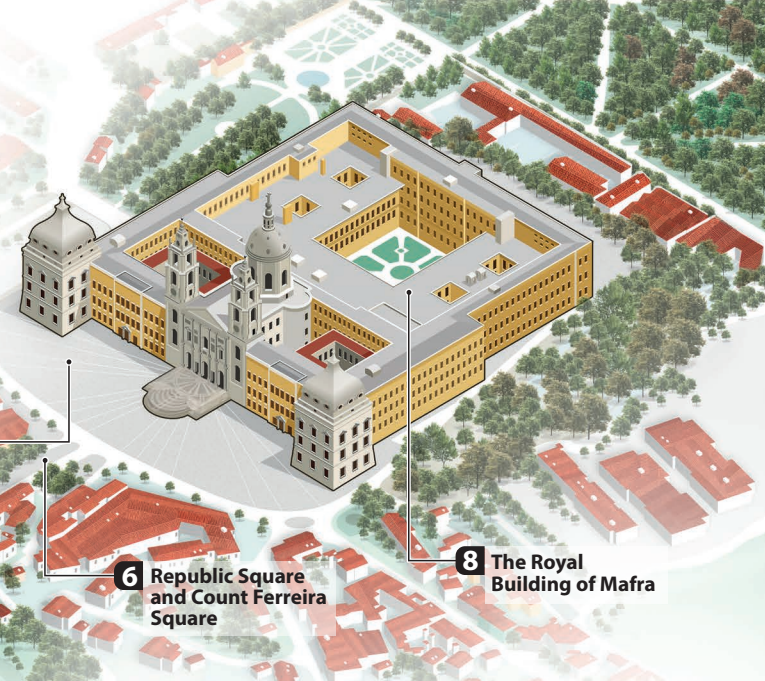 6 Republic Square
and Count Ferreira
Square
8 The Royal
Building of Mafra